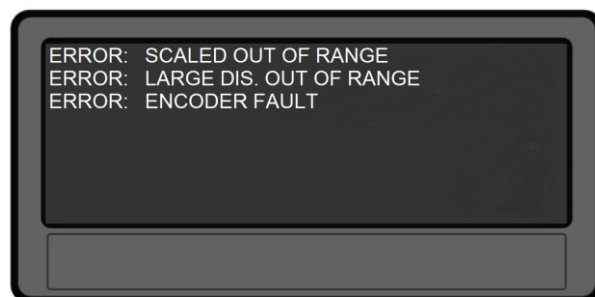 ERROR: SCALED OUT OF RANGE
ERROR: LARGE DIS. OUT OF RANGE
ERROR: ENCODER FAULT